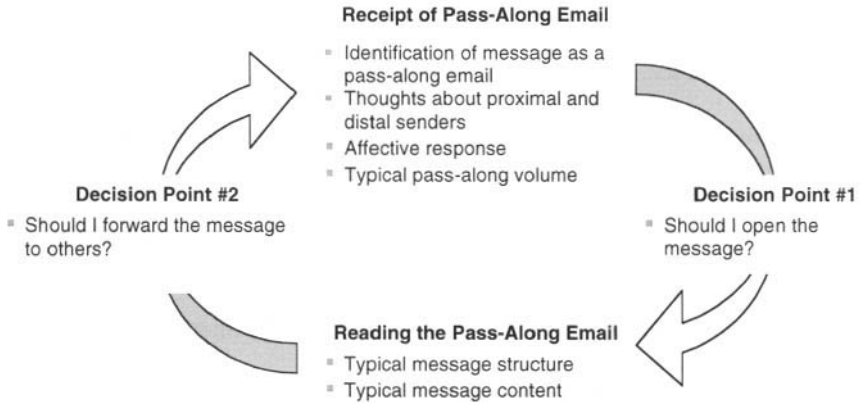 Receipt of Pass-Along Email
Identification of message as a
pass-along email
Thoughts about proximal and
distal senders
Affective response
Typical pass-along volume
Decision Point #1
Should I open the
message?
Reading the Pass-Along Email
Typical message structure
Typical message content
Decision Point #2
Should I forward the message
to others?